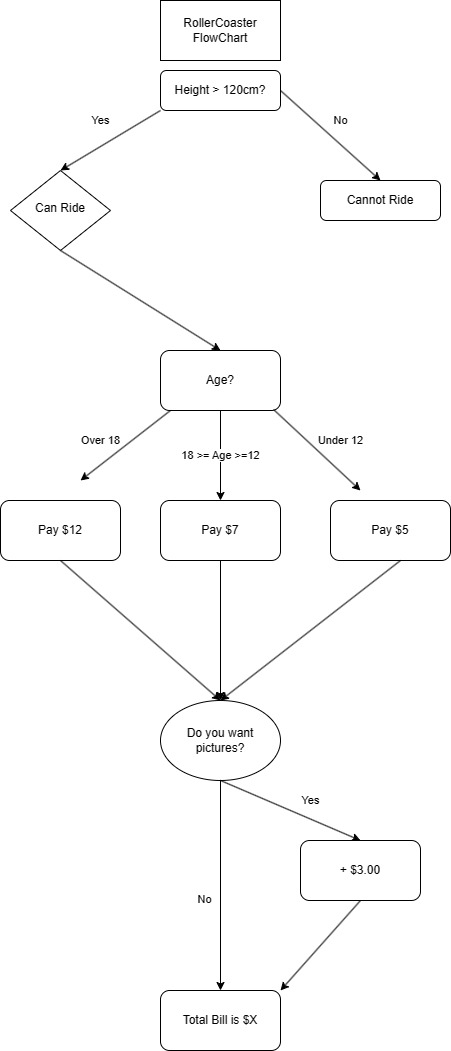 RollerCoaster
FlowChart
Height > 120cm?
Yes
No
Can Ride
Cannot Ride
Age?
Over 18
18 >= Age >=12
Under 12
Pay $12
Pay $7
Pay $5
Do you want
pictures?
Yes
+ $3.00
No
Total Bill is $X